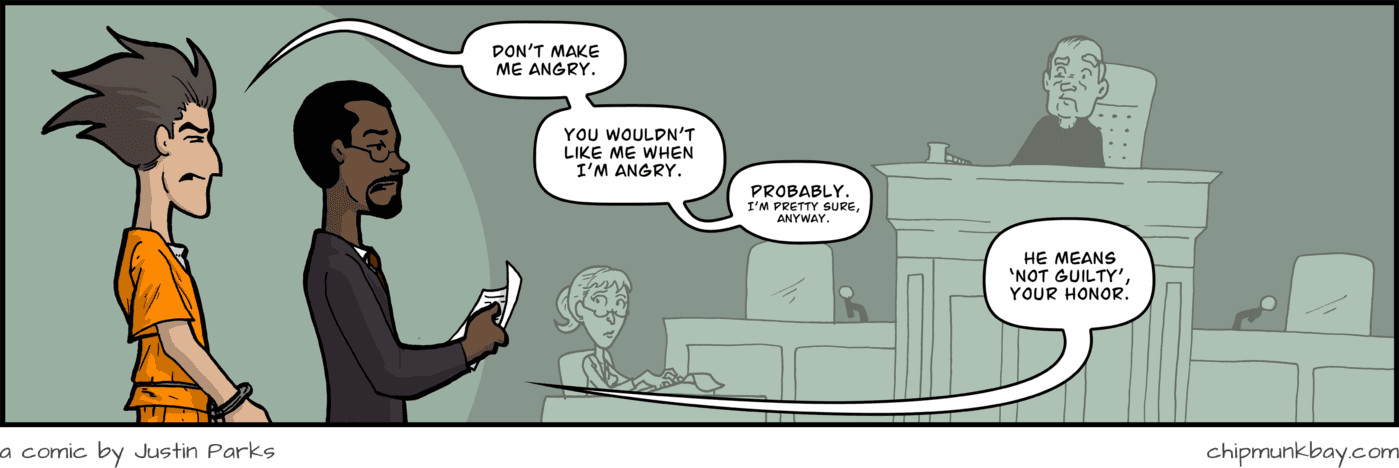 DON'T MAKE
ME ANGRY.
YOU WOULDN'T
LIKE ME WHEN
I'M ANGRY.
PROBABLY.
I'M PRETTY SURE,
ANYWAY.
HE MEANS
'NOT GUILTY',
YOUR HONOR.
a comic by Justin Parks
chipmunkbay.com